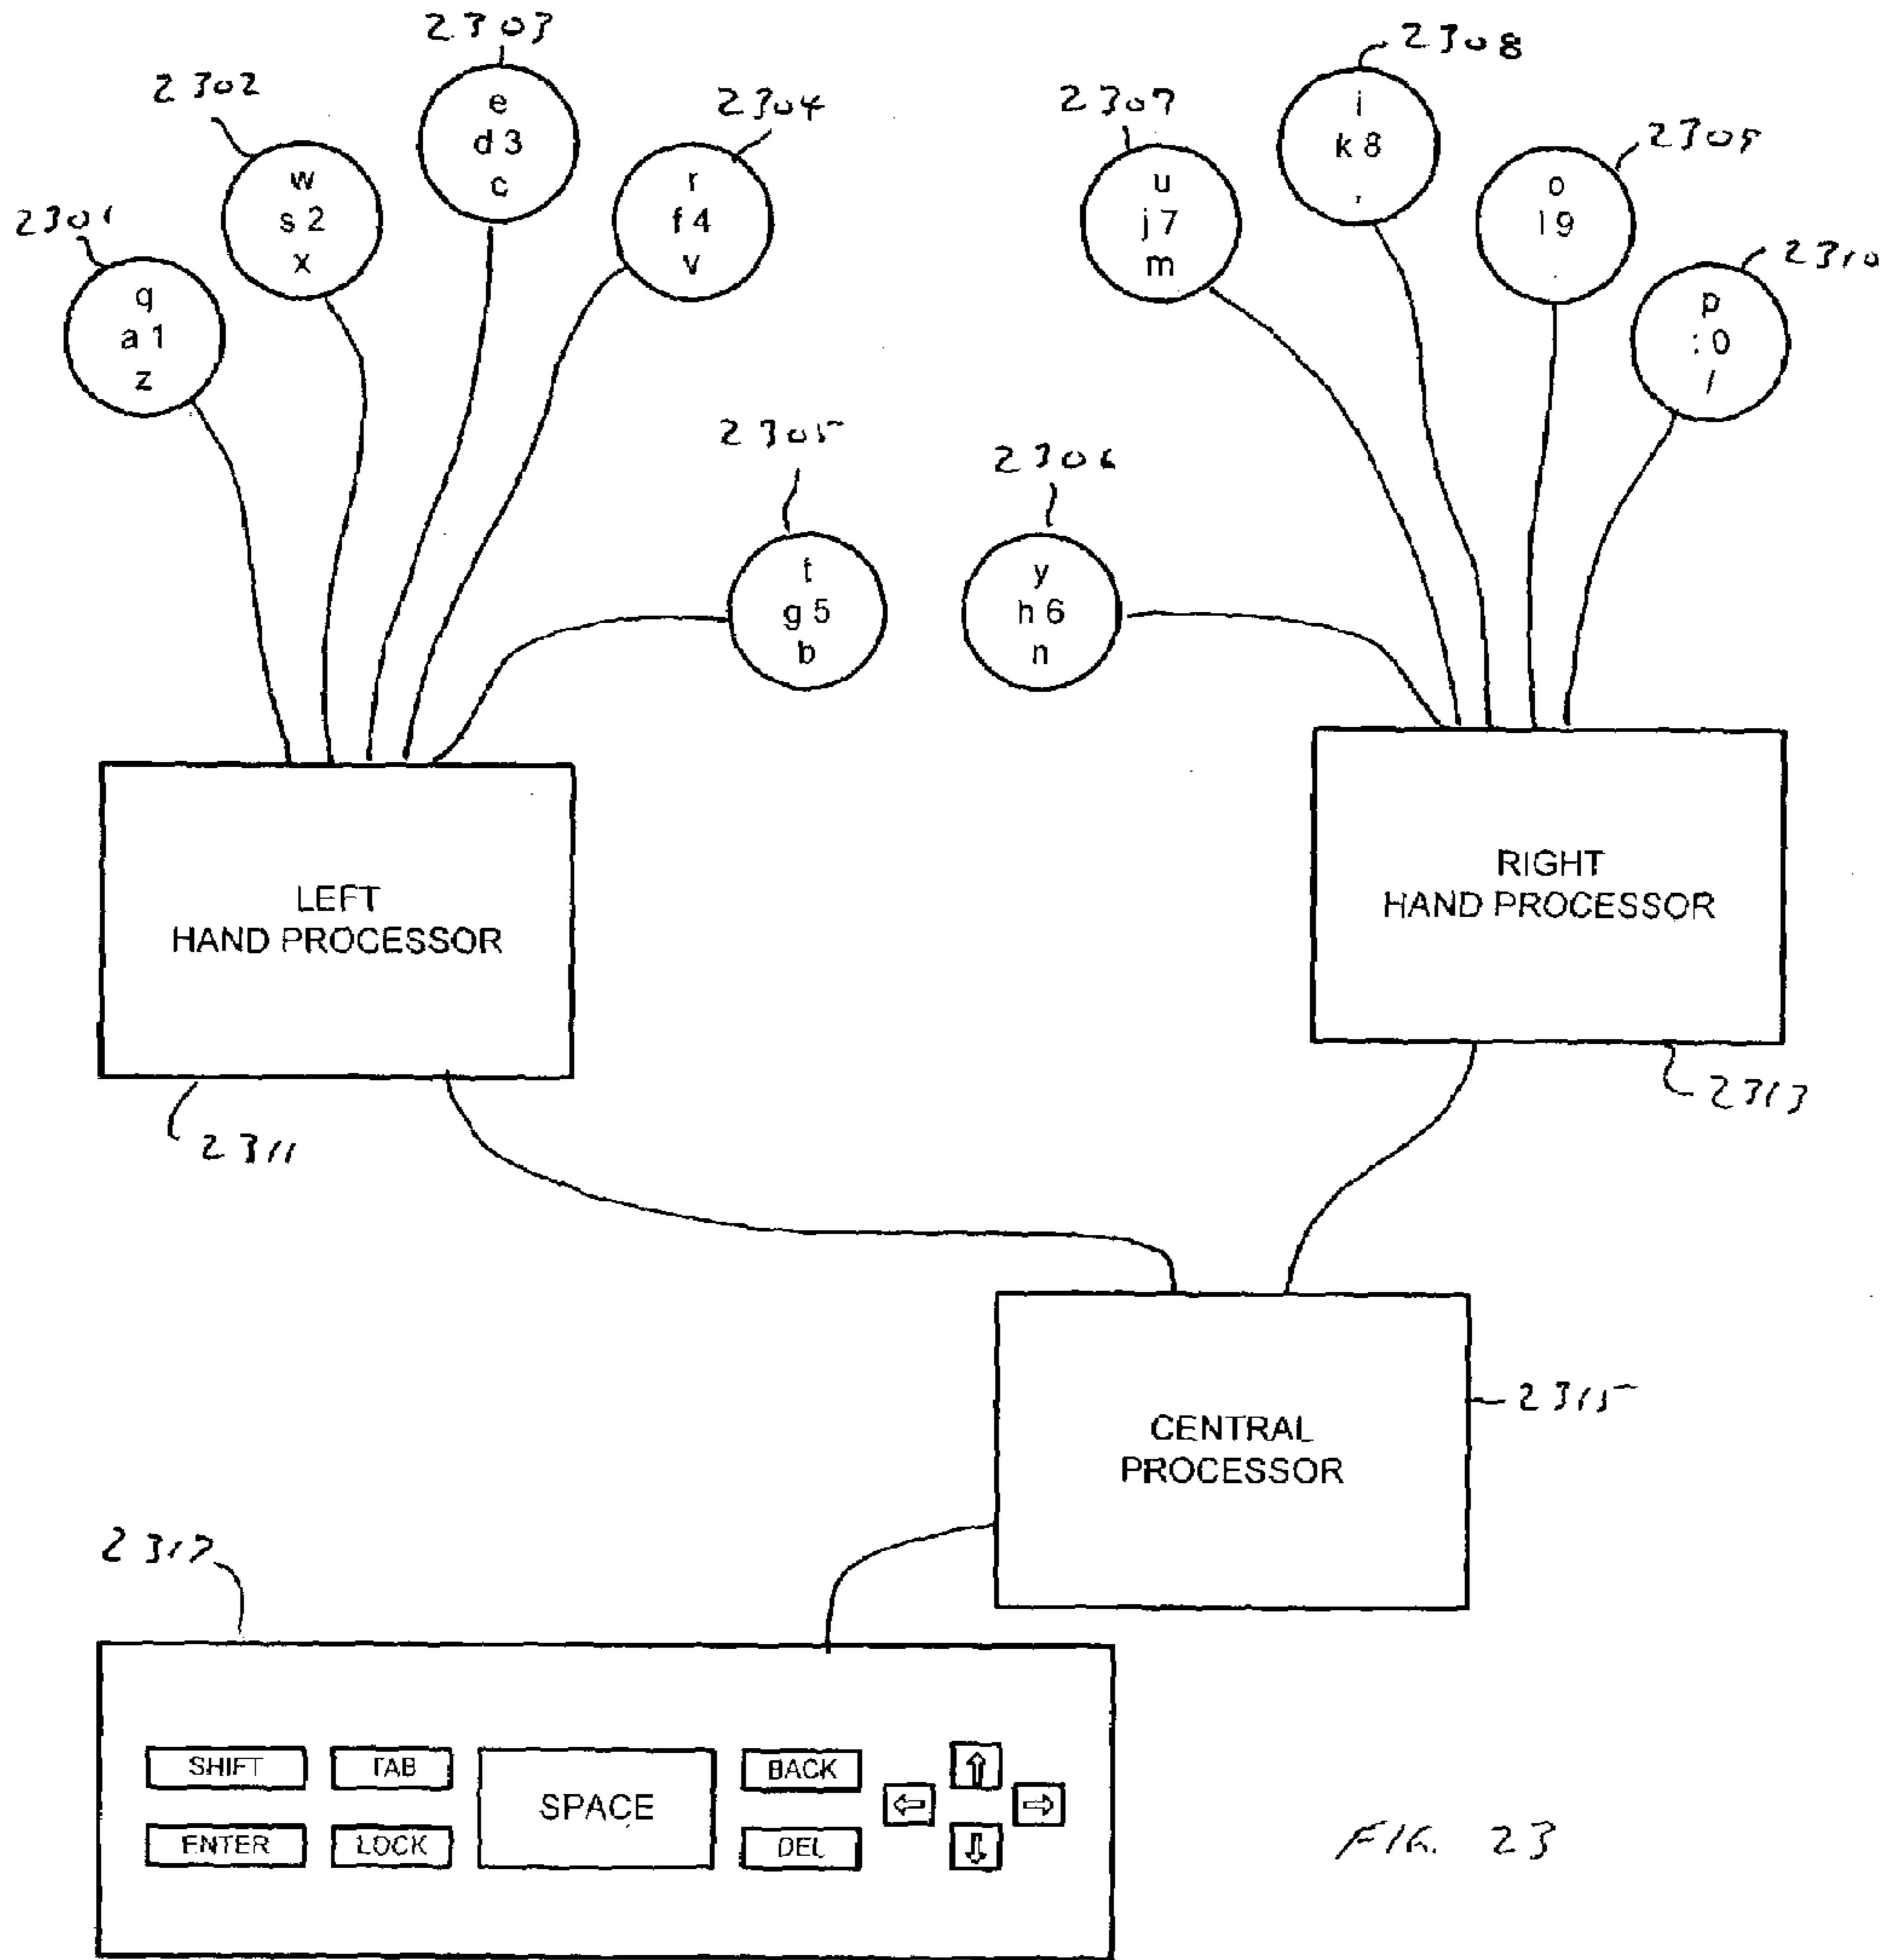 2303
2308
2302
2304
2307
2309
2301
2310
e
d 3
c
i
k 8
,
w
s 2
x
r
f 4
v
u
j 7
m
o
l 9
q
a 1
z
p
: 0
/
2305
2306
t
g 5
b
y
h 6
n
LEFT
HAND PROCESSOR
RIGHT
HAND PROCESSOR
2311
2313
CENTRAL
PROCESSOR
2315
2317
SHIFT
TAB
SPACE
BACK
⇧
⇦
⇨
ENTER
LOCK
DEL
⇩
FIG. 23